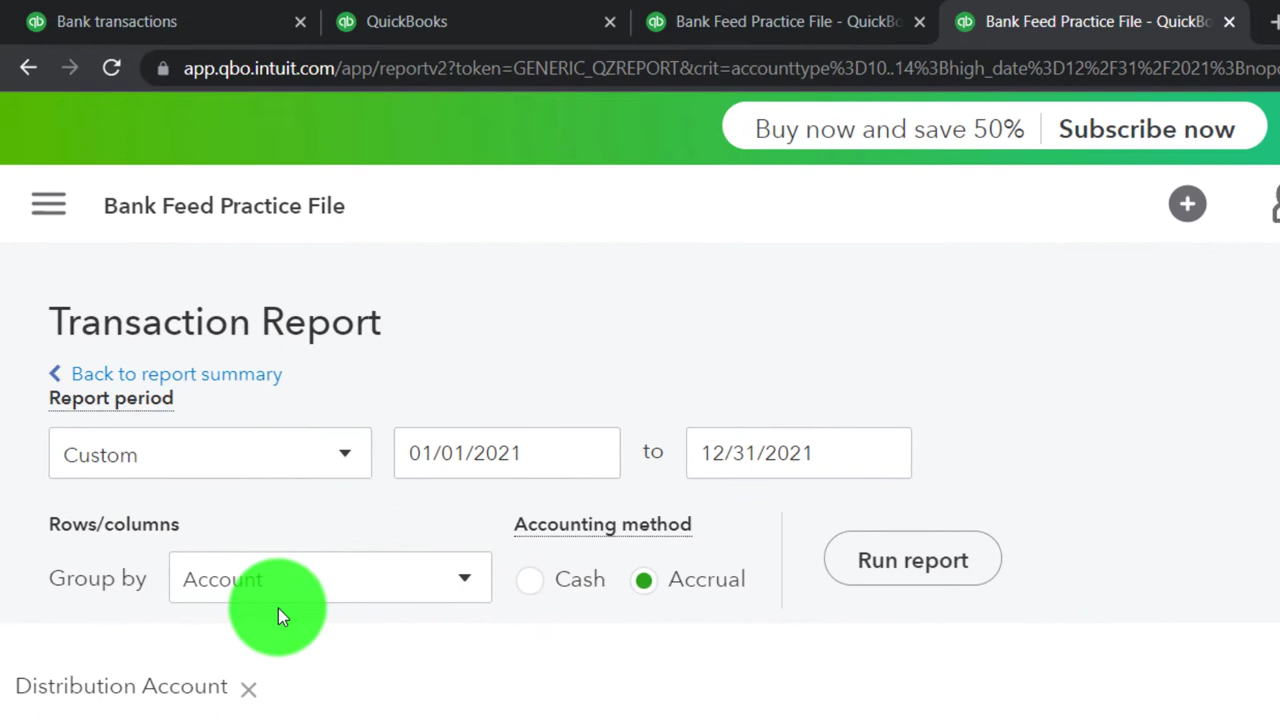 Bank transactions
QuickBooks
Bank Feed Practice File - QuickBo
Bank Feed Practice File - QuickBo
app.qbo.intuit.com/app/reportv2?token=GENERIC_QZREPORT&crit=accounttype%3D10..14%3Bhigh_date%3D12%2F31%2F2021%3Bnopo
Buy now and save 50% Subscribe now
Bank Feed Practice File
Transaction Report
Back to report summary
Report period
Custom 01/01/2021 to 12/31/2021
Rows/columns Accounting method
Group by Account Cash Accrual Run report
Distribution Account